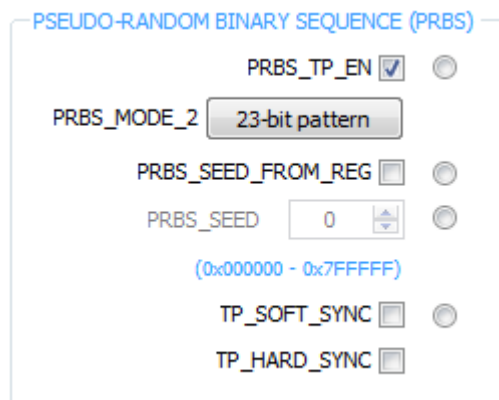 PSEUDO-RANDOM BINARY SEQUENCE (PRBS)
PRBS_TP_EN
PRBS_MODE_2 23-bit pattern
PRBS_SEED_FROM_REG
PRBS_SEED 0
(0x000000 - 0x7FFFFF)
TP_SOFT_SYNC
TP_HARD_SYNC